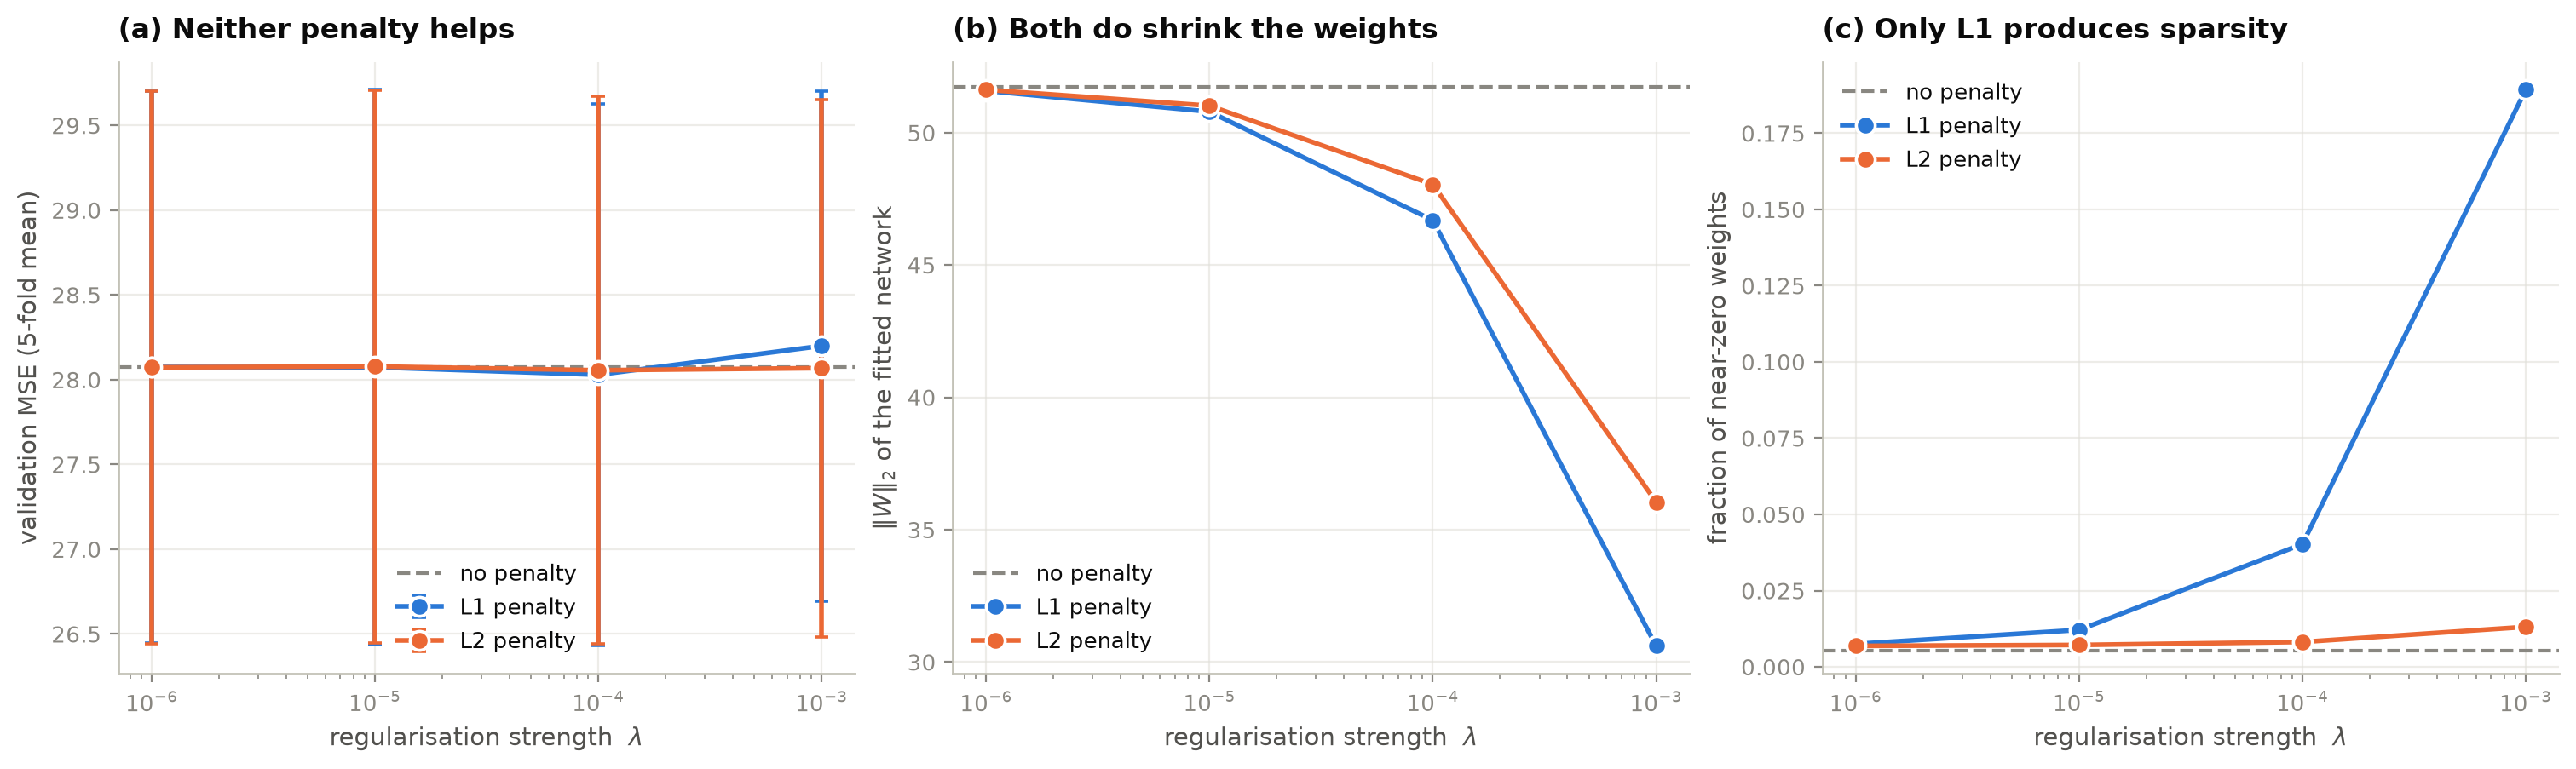 (a) Neither penalty helps
validation MSE (5-fold mean)
29.5
29.0
28.5
28.0
27.5
27.0
26.5
no penalty
L1 penalty
L2 penalty
10⁻⁶
10⁻⁵
10⁻⁴
10⁻³
regularisation strength λ
(b) Both do shrink the weights
‖W‖₂ of the fitted network
50
45
40
35
30
no penalty
L1 penalty
L2 penalty
10⁻⁶
10⁻⁵
10⁻⁴
10⁻³
regularisation strength λ
(c) Only L1 produces sparsity
fraction of near-zero weights
0.175
0.150
0.125
0.100
0.075
0.050
0.025
0.000
no penalty
L1 penalty
L2 penalty
10⁻⁶
10⁻⁵
10⁻⁴
10⁻³
regularisation strength λ